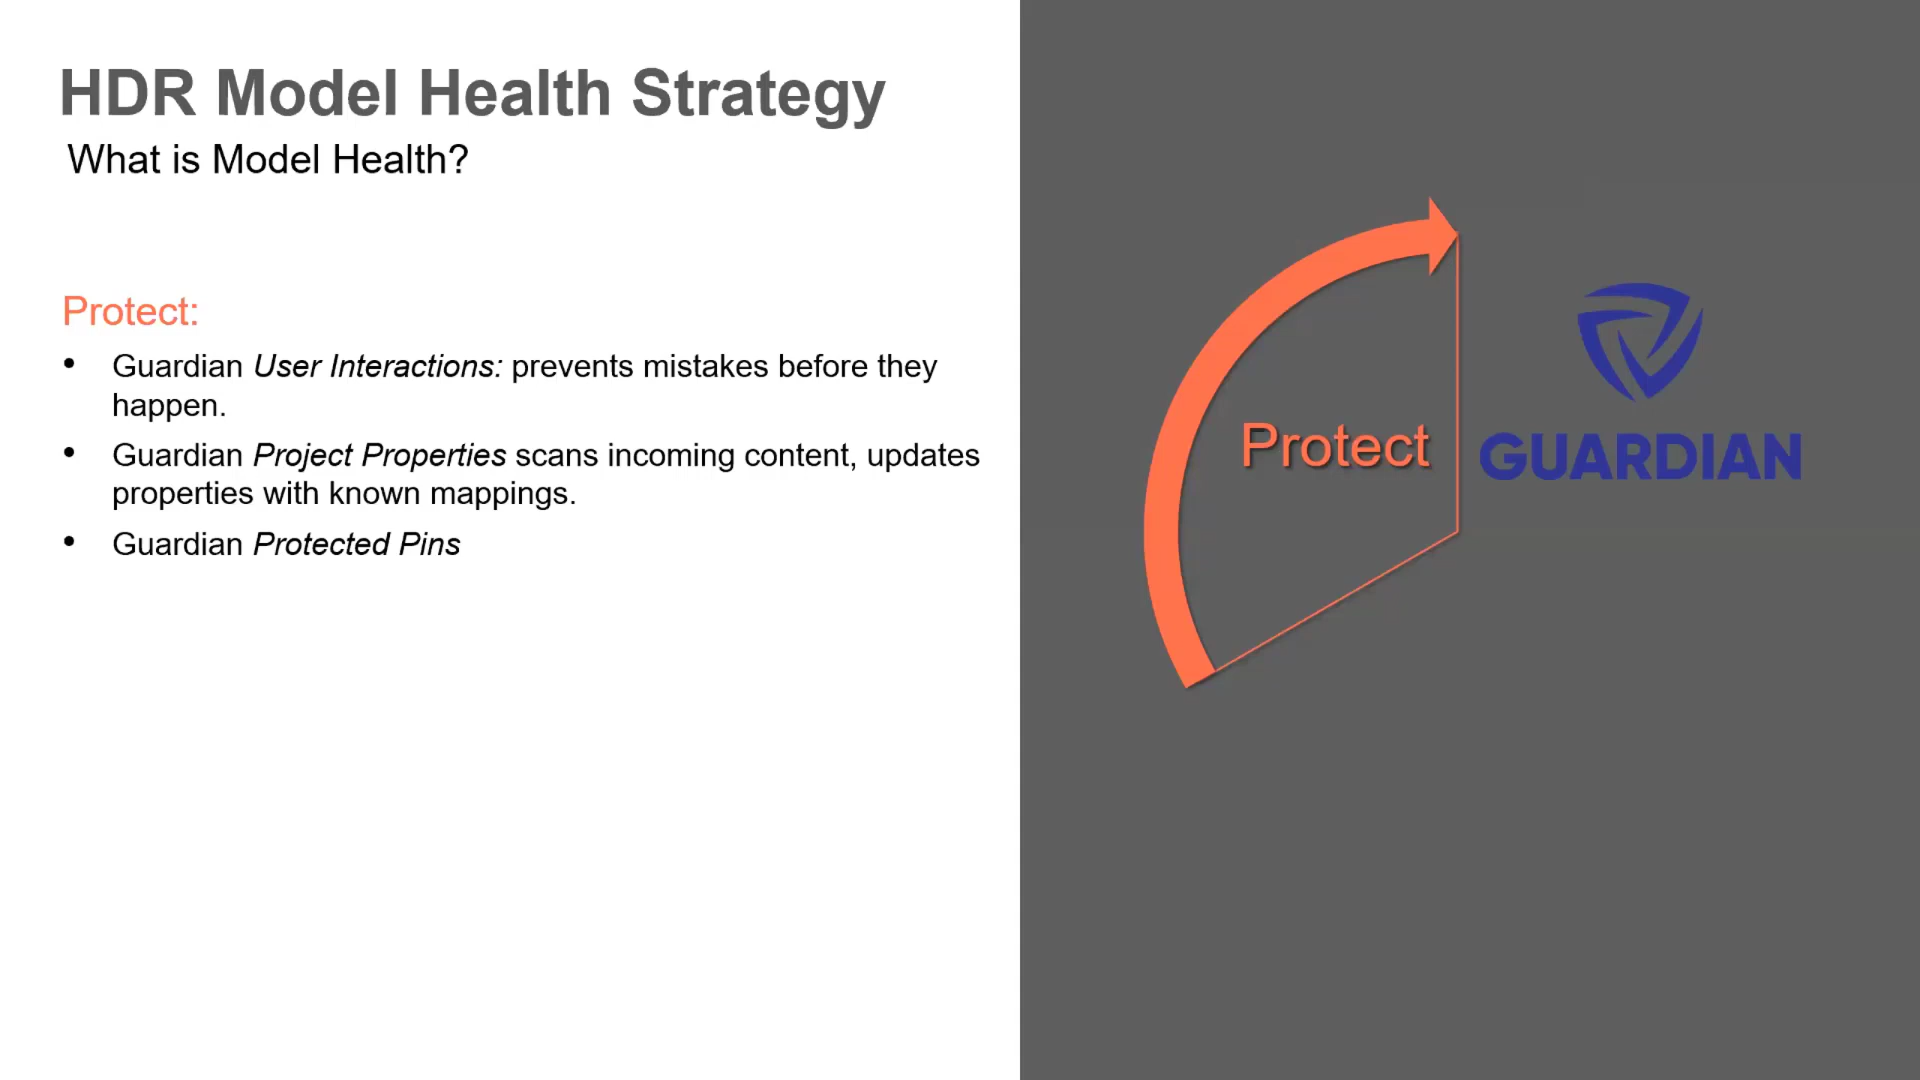 HDR Model Health Strategy
What is Model Health?
Protect:
• Guardian User Interactions: prevents mistakes before they
happen.
• Guardian Project Properties scans incoming content, updates
properties with known mappings.
• Guardian Protected Pins
Protect
GUARDIAN